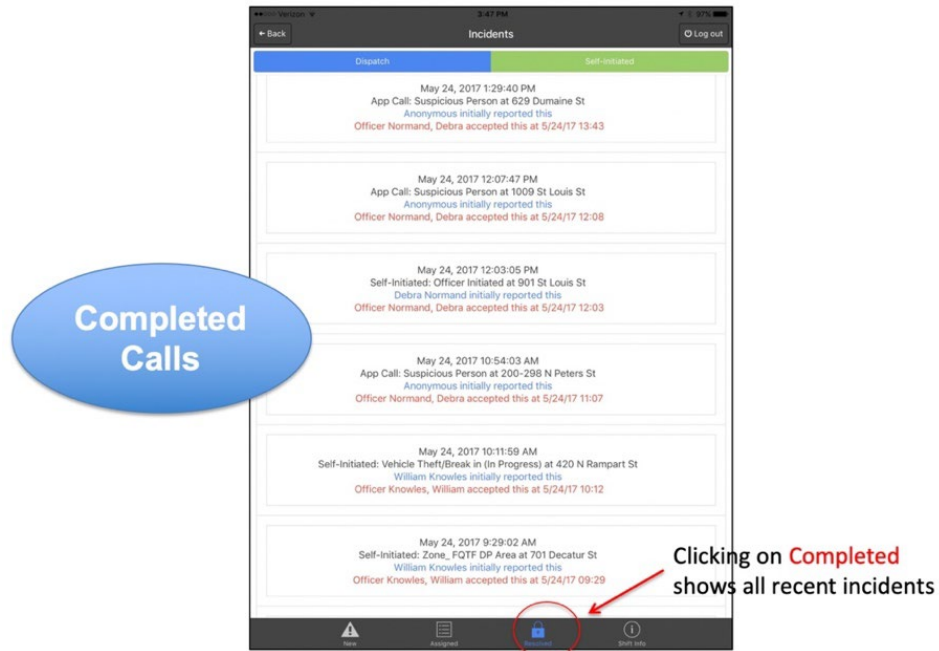 Verizon 3:47 PM 97%
Back Incidents Log out
Dispatch Self-Initiated
May 24, 2017 1:29:40 PM
App Call: Suspicious Person at 629 Dumaine St
Anonymous initially reported this
Officer Normand, Debra accepted this at 5/24/17 13:43
May 24, 2017 12:07:47 PM
App Call: Suspicious Person at 1009 St Louis St
Anonymous initially reported this
Officer Normand, Debra accepted this at 5/24/17 12:08
May 24, 2017 12:03:05 PM
Self-Initiated: Officer Initiated at 901 St Louis St
Debra Normand initially reported this
Officer Normand, Debra accepted this at 5/24/17 12:03
May 24, 2017 10:54:03 AM
App Call: Suspicious Person at 200-298 N Peters St
Anonymous initially reported this
Officer Normand, Debra accepted this at 5/24/17 11:07
May 24, 2017 10:11:59 AM
Self-Initiated: Vehicle Theft/Break in (In Progress) at 420 N Rampart St
William Knowles initially reported this
Officer Knowles, William accepted this at 5/24/17 10:12
May 24, 2017 9:29:02 AM
Self-Initiated: Zone_ FQTF DP Area at 701 Decatur St
William Knowles initially reported this
Officer Knowles, William accepted this at 5/24/17 09:29
New Assigned Resolved Shift Info
Completed
Calls
Clicking on Completed
shows all recent incidents